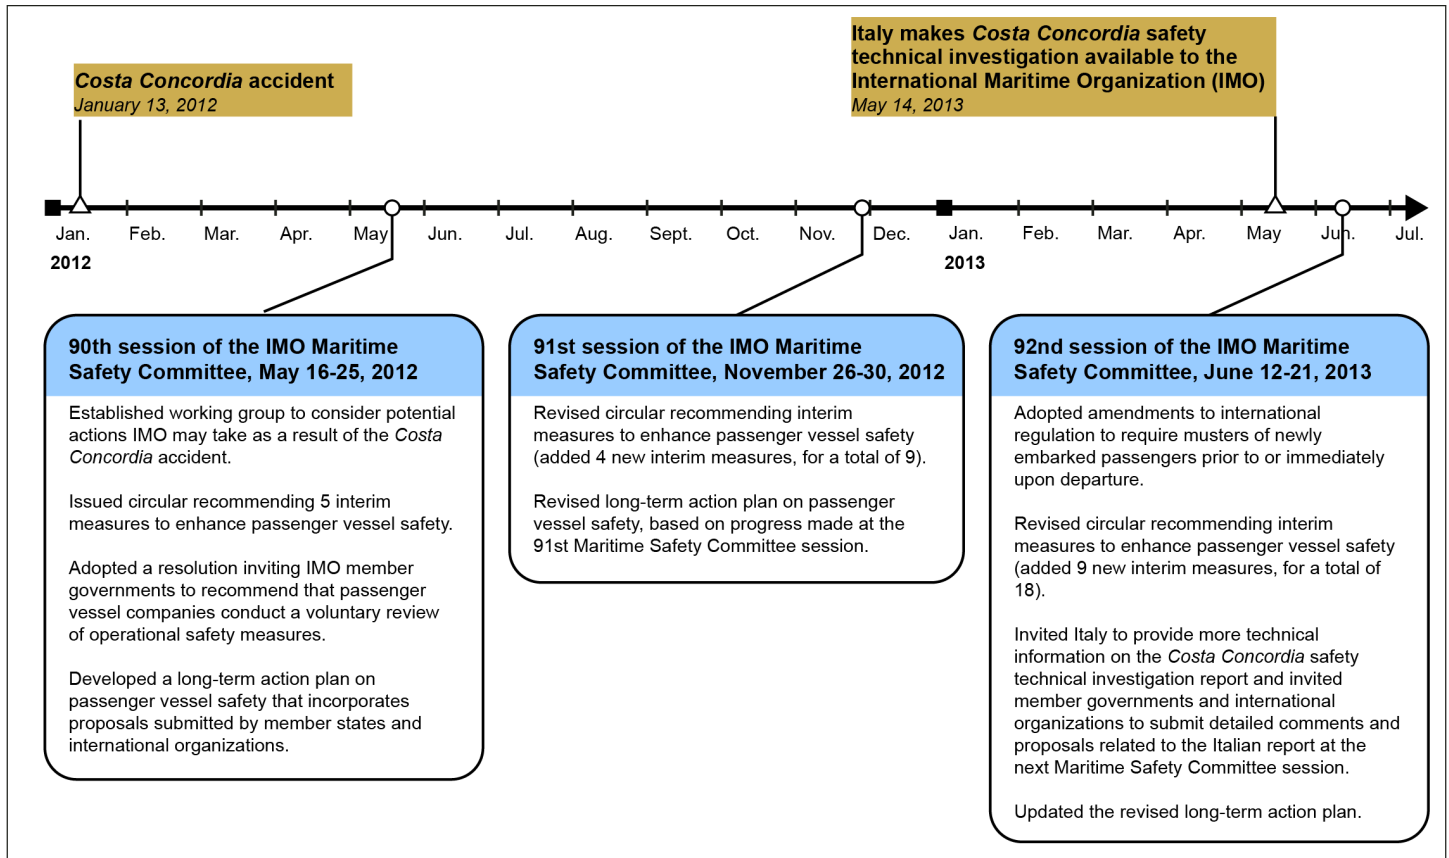 Costa Concordia accident
January 13, 2012
Italy makes Costa Concordia safety
technical investigation available to the
International Maritime Organization (IMO)
May 14, 2013
Jan. Feb. Mar. Apr. May Jun. Jul. Aug. Sept. Oct. Nov. Dec. Jan. Feb. Mar. Apr. May Jun. Jul.
2012 2013
90th session of the IMO Maritime
Safety Committee, May 16-25, 2012
Established working group to consider potential
actions IMO may take as a result of the Costa
Concordia accident.
Issued circular recommending 5 interim
measures to enhance passenger vessel safety.
Adopted a resolution inviting IMO member
governments to recommend that passenger
vessel companies conduct a voluntary review
of operational safety measures.
Developed a long-term action plan on
passenger vessel safety that incorporates
proposals submitted by member states and
international organizations.
91st session of the IMO Maritime
Safety Committee, November 26-30, 2012
Revised circular recommending interim
measures to enhance passenger vessel safety
(added 4 new interim measures, for a total of 9).
Revised long-term action plan on passenger
vessel safety, based on progress made at the
91st Maritime Safety Committee session.
92nd session of the IMO Maritime
Safety Committee, June 12-21, 2013
Adopted amendments to international
regulation to require musters of newly
embarked passengers prior to or immediately
upon departure.
Revised circular recommending interim
measures to enhance passenger vessel safety
(added 9 new interim measures, for a total of
18).
Invited Italy to provide more technical
information on the Costa Concordia safety
technical investigation report and invited
member governments and international
organizations to submit detailed comments and
proposals related to the Italian report at the
next Maritime Safety Committee session.
Updated the revised long-term action plan.